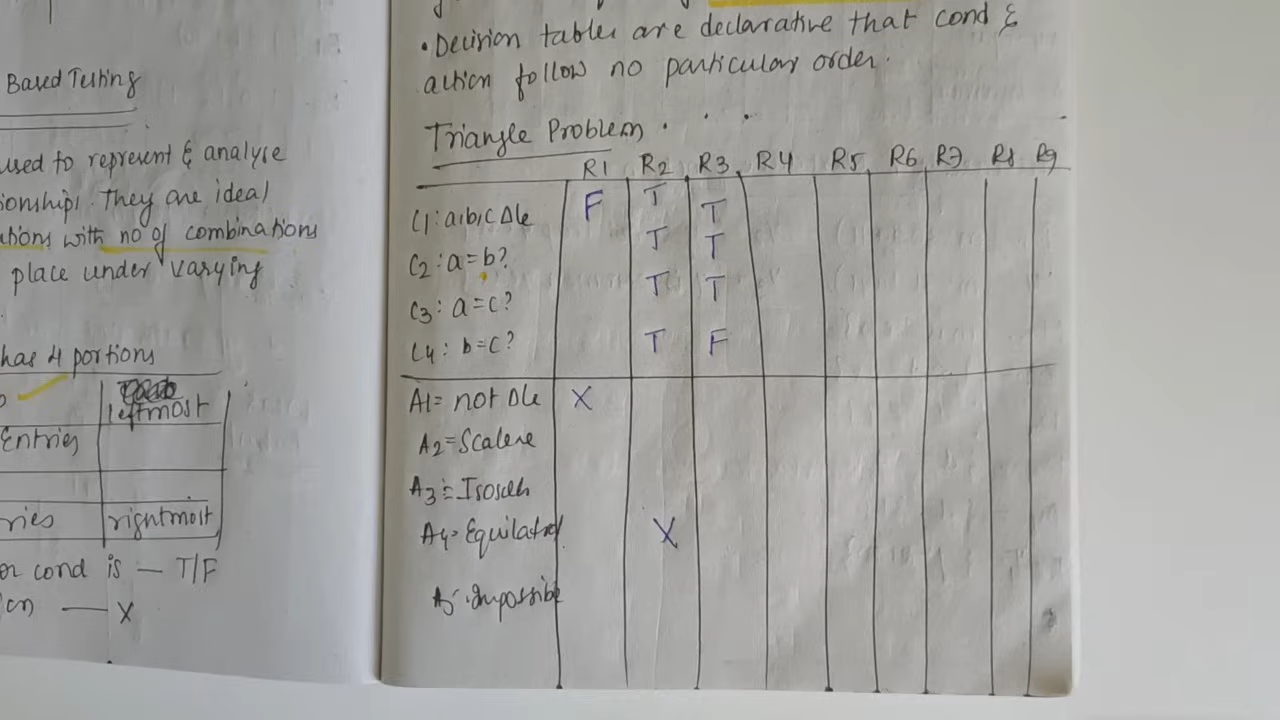 Based Testing
used to represent & analyse
ionships. They are ideal
ations with no of combinations
place under varying
has 4 portions
leftmost
Entries
ries rightmost
or cond is — T/F
ion — X
• Decision tables are declarative that cond &
action follow no particular order.
Triangle Problem.
R1 R2 R3 R4 R5 R6 R7 R8 R9
C1: a,b,c Δle F T T
C2: a=b? T T
C3: a=c? T T
C4: b=c? T F
A1= not Δle X
A2= Scalene
A3= Isosceles
A4= Equilateral X
A5: Impossible